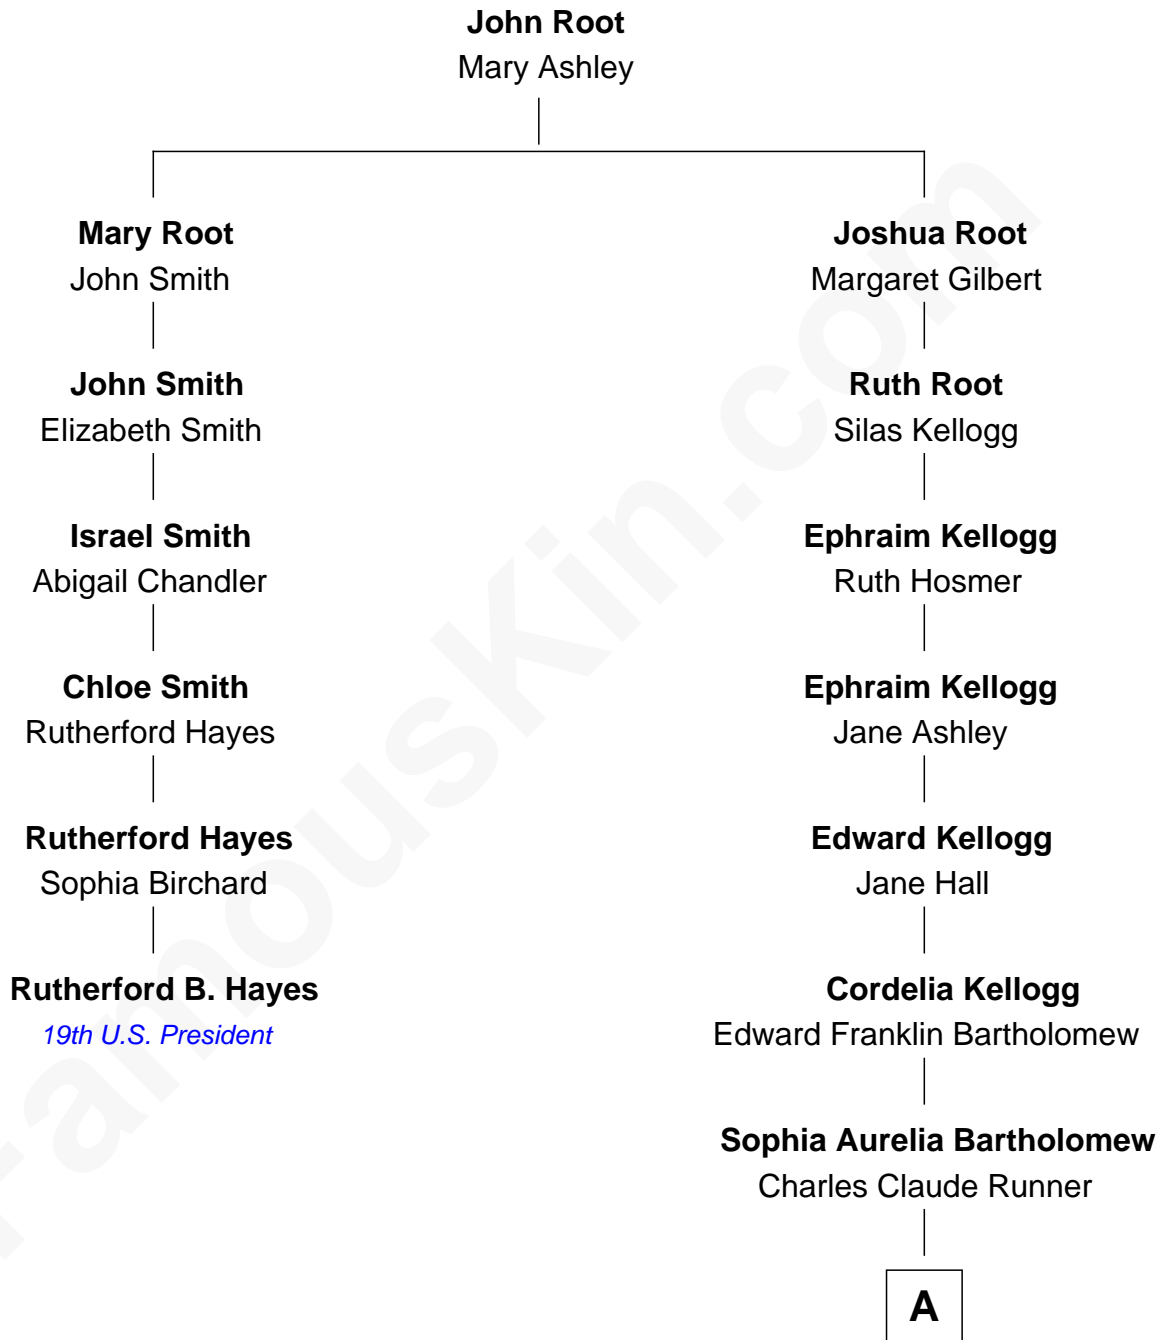 John Root
Mary Ashley
Mary Root
John Smith
Joshua Root
Margaret Gilbert
John Smith
Elizabeth Smith
Ruth Root
Silas Kellogg
Israel Smith
Abigail Chandler
Ephraim Kellogg
Ruth Hosmer
Chloe Smith
Rutherford Hayes
Ephraim Kellogg
Jane Ashley
Rutherford Hayes
Sophia Birchard
Edward Kellogg
Jane Hall
Rutherford B. Hayes
19th U.S. President
Cordelia Kellogg
Edward Franklin Bartholomew
Sophia Aurelia Bartholomew
Charles Claude Runner
A
FamousKin.com